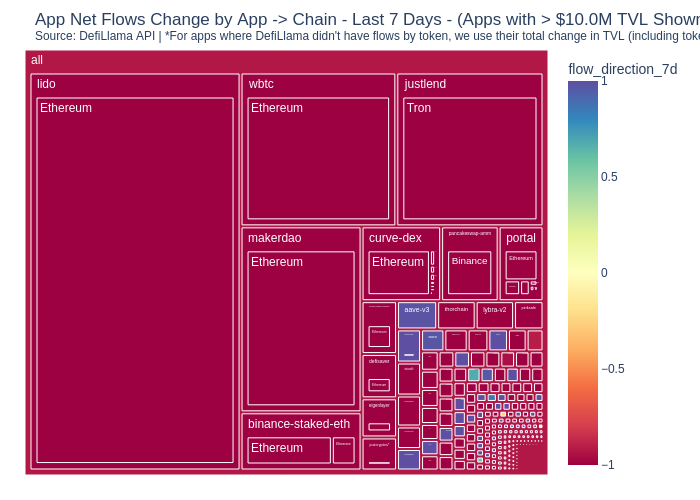 App Net Flows Change by App -> Chain - Last 7 Days - (Apps with > $10.0M TVL Shown
Source: DefiLlama API | *For apps where DefiLlama didn't have flows by token, we use their total change in TVL (including toke
all
lido
Ethereum
wbtc
Ethereum
justlend
Tron
makerdao
Ethereum
curve-dex
Ethereum
pancakeswap-amm
Binance
portal
Ethereum
aave-v3
thorchain
lybra-v2
Ethereum
defisaver
Ethereum
eigenlayer
binance-staked-eth
Ethereum
flow_direction_7d
1
0.5
0
−0.5
−1